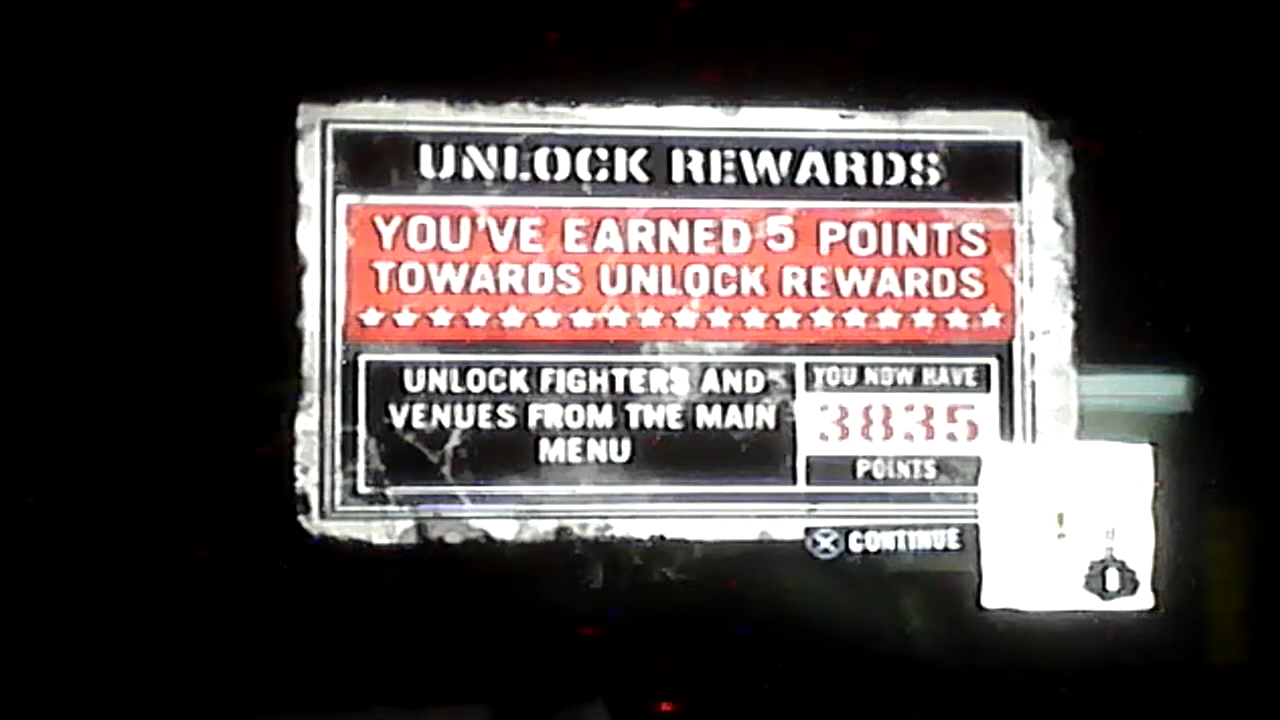 UNLOCK REWARDS
YOU'VE EARNED 5 POINTS
TOWARDS UNLOCK REWARDS
UNLOCK FIGHTERS AND
VENUES FROM THE MAIN
MENU
YOU NOW HAVE
3835
POINTS
CONTINUE